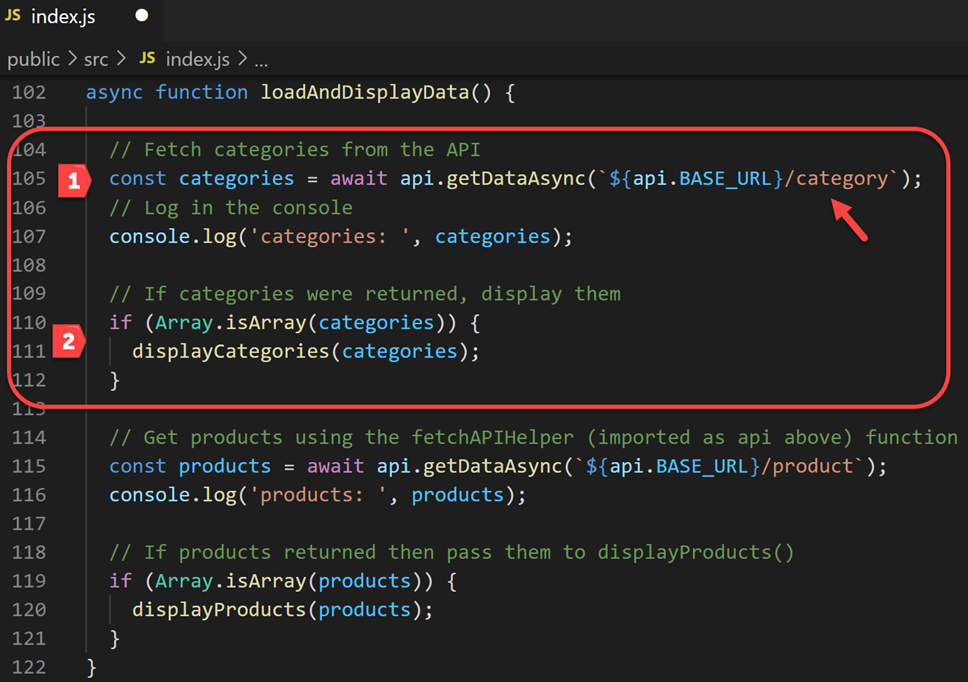 JS index.js
public > src > JS index.js > ...
102 async function loadAndDisplayData() {
103
104 // Fetch categories from the API
1
105 const categories = await api.getDataAsync(`${api.BASE_URL}/category`);
106 // Log in the console
107 console.log('categories: ', categories);
108
109 // If categories were returned, display them
110 if (Array.isArray(categories)) {
2
111 displayCategories(categories);
112 }
113
114 // Get products using the fetchAPIHelper (imported as api above) function
115 const products = await api.getDataAsync(`${api.BASE_URL}/product`);
116 console.log('products: ', products);
117
118 // If products returned then pass them to displayProducts()
119 if (Array.isArray(products)) {
120 displayProducts(products);
121 }
122 }